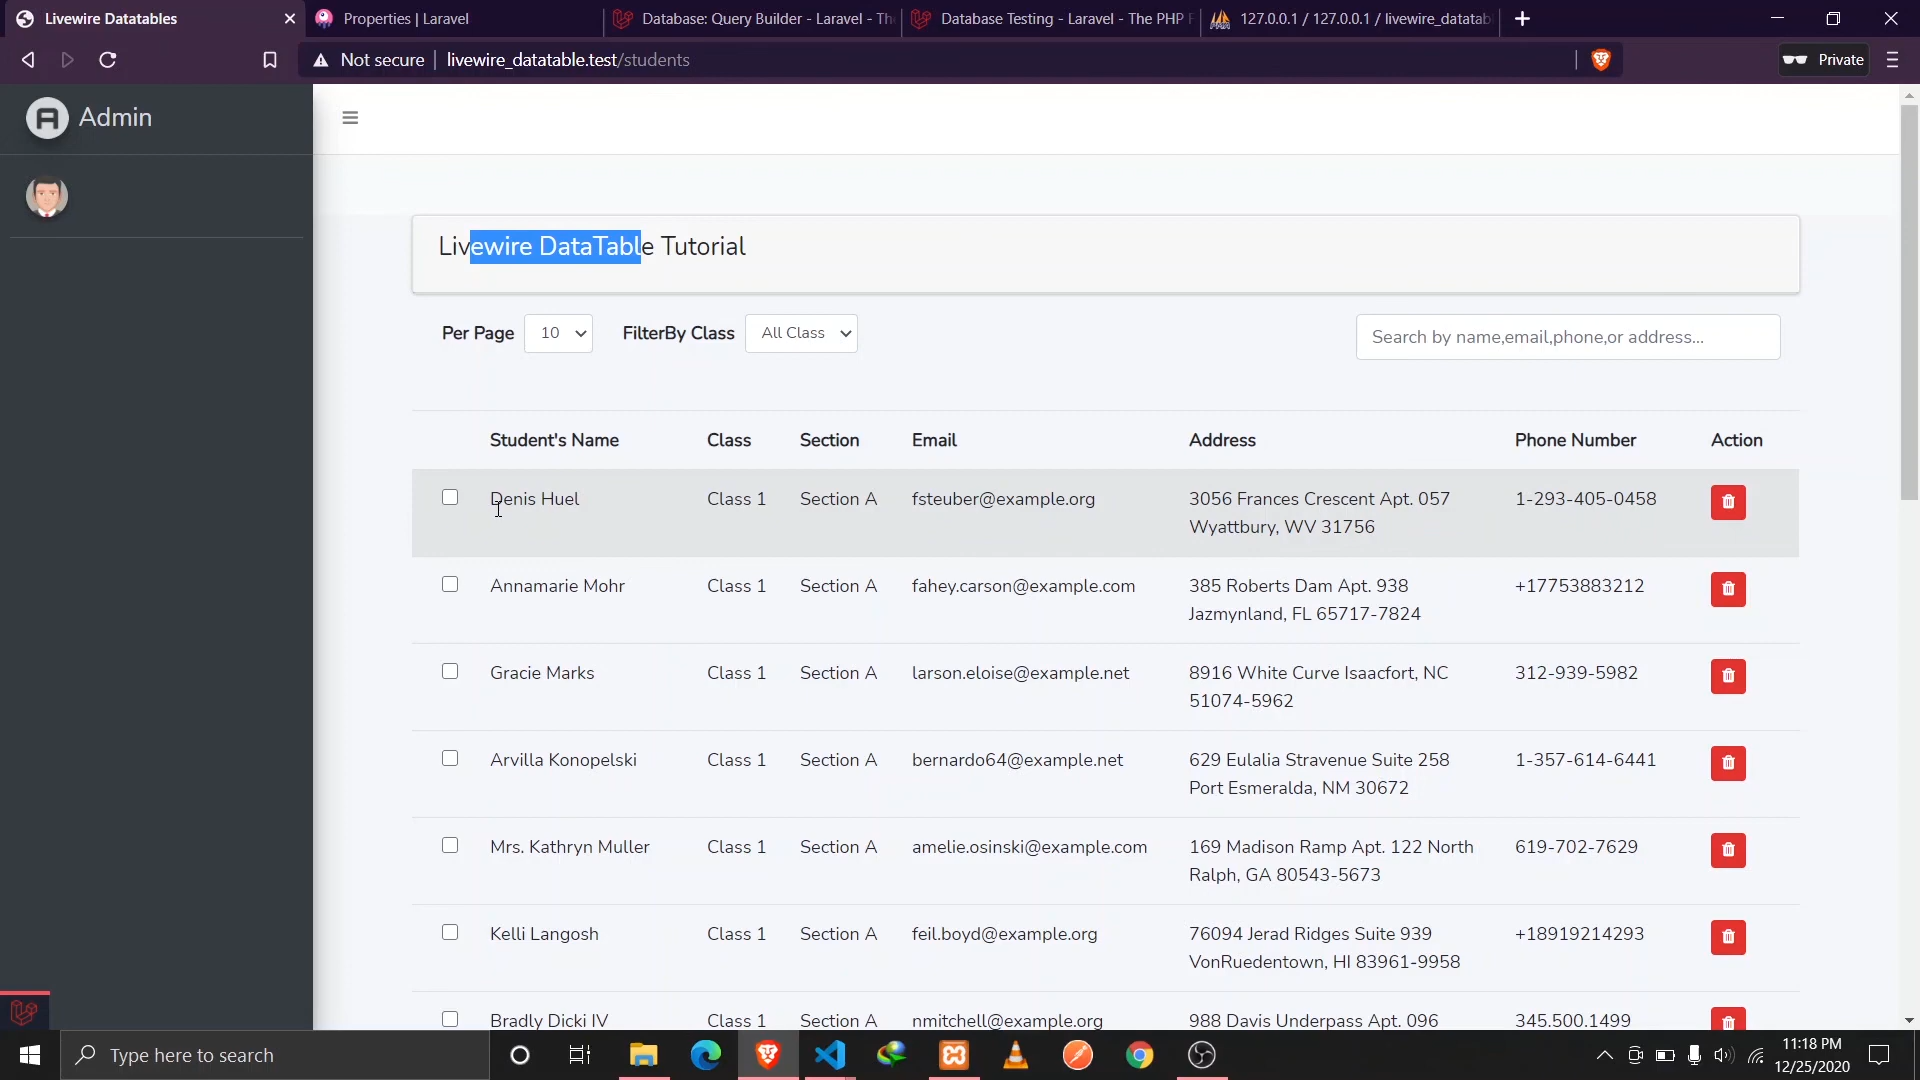 Livewire Datatables
Properties | Laravel
Database: Query Builder - Laravel - Th
Database Testing - Laravel - The PHP F
127.0.0.1 / 127.0.0.1 / livewire_datatab
Not secure
livewire_datatable.test/students
Private
Admin
Livewire DataTable Tutorial
Per Page 10 FilterBy Class All Class Search by name,email,phone,or address...
Student's Name Class Section Email Address Phone Number Action
Denis Huel Class 1 Section A fsteuber@example.org 3056 Frances Crescent Apt. 057 1-293-405-0458
Wyattbury, WV 31756
Annamarie Mohr Class 1 Section A fahey.carson@example.com 385 Roberts Dam Apt. 938 +17753883212
Jazmynland, FL 65717-7824
Gracie Marks Class 1 Section A larson.eloise@example.net 8916 White Curve Isaacfort, NC 312-939-5982
51074-5962
Arvilla Konopelski Class 1 Section A bernardo64@example.net 629 Eulalia Stravenue Suite 258 1-357-614-6441
Port Esmeralda, NM 30672
Mrs. Kathryn Muller Class 1 Section A amelie.osinski@example.com 169 Madison Ramp Apt. 122 North 619-702-7629
Ralph, GA 80543-5673
Kelli Langosh Class 1 Section A feil.boyd@example.org 76094 Jerad Ridges Suite 939 +18919214293
VonRuedentown, HI 83961-9958
Bradly Dicki IV Class 1 Section A nmitchell@example.org 988 Davis Underpass Apt. 096 345.500.1499
Type here to search
11:18 PM
12/25/2020